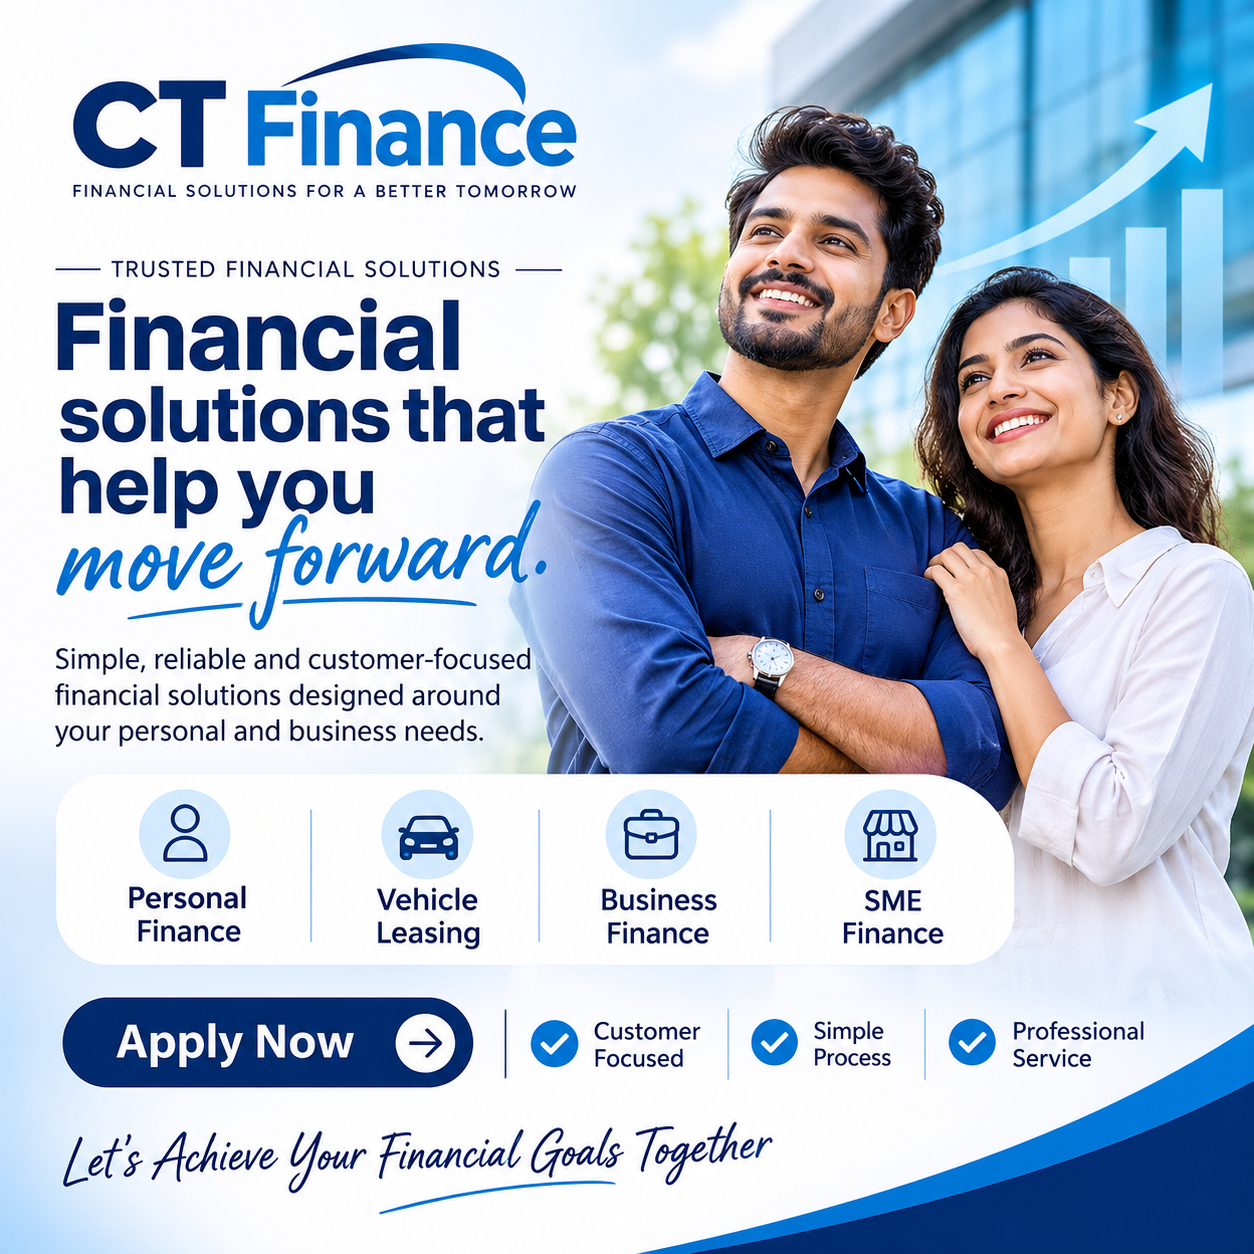 CT Finance
FINANCIAL SOLUTIONS FOR A BETTER TOMORROW
TRUSTED FINANCIAL SOLUTIONS
Financial
solutions that
help you
move forward.
Simple, reliable and customer-focused
financial solutions designed around
your personal and business needs.
Personal
Finance
Vehicle
Leasing
Business
Finance
SME
Finance
Apply Now
Customer
Focused
Simple
Process
Professional
Service
Let's Achieve Your Financial Goals Together